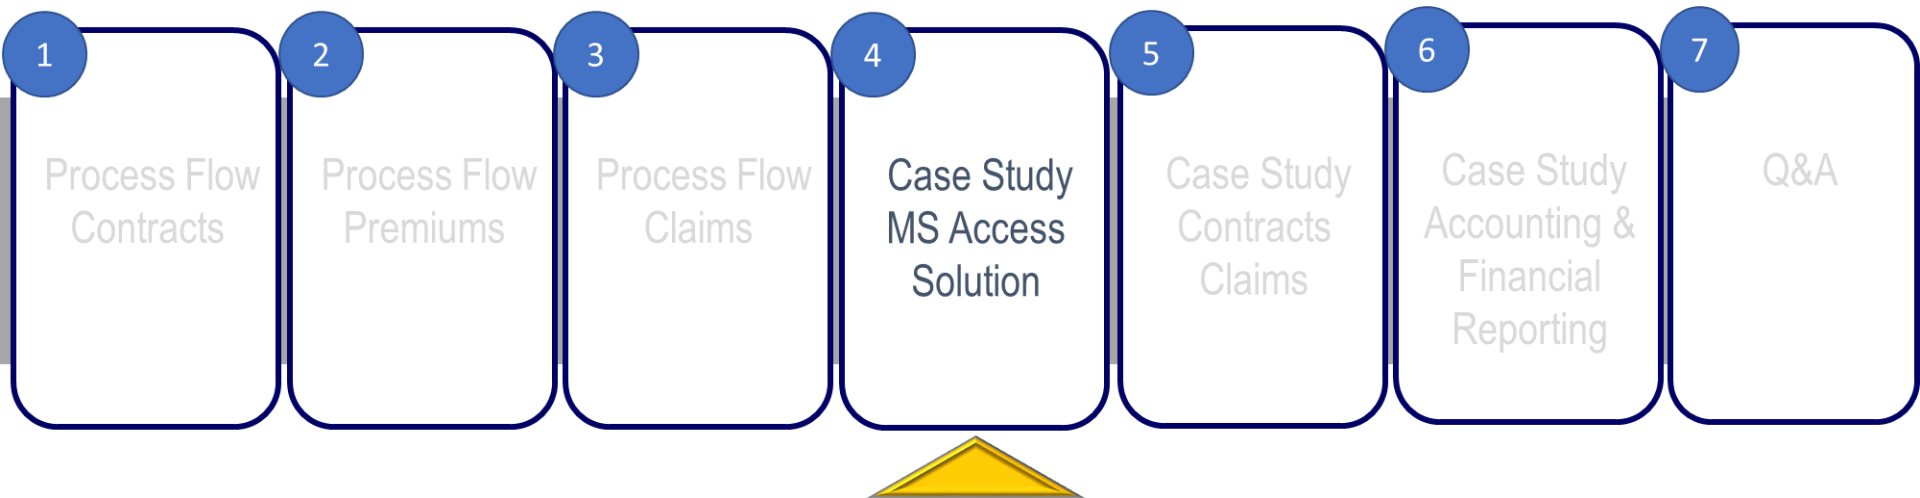 1
Process Flow
Contracts
2
Process Flow
Premiums
3
Process Flow
Claims
4
Case Study
MS Access
Solution
5
Case Study
Contracts
Claims
6
Case Study
Accounting &
Financial
Reporting
7
Q&A